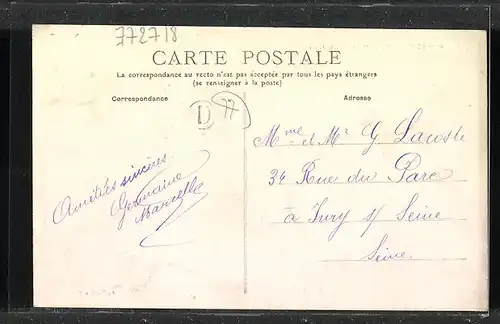 772718
CARTE POSTALE
La correspondance au recto n'est pas acceptée par tous les pays étrangers
(se renseigner à la poste)
Correspondance
Adresse
D
77
Mme et Mr G. Lacoste
34 Rue du Parc
à Ivry s/ Seine
Seine.
Amitiés sincères
Germaine
Marcelle